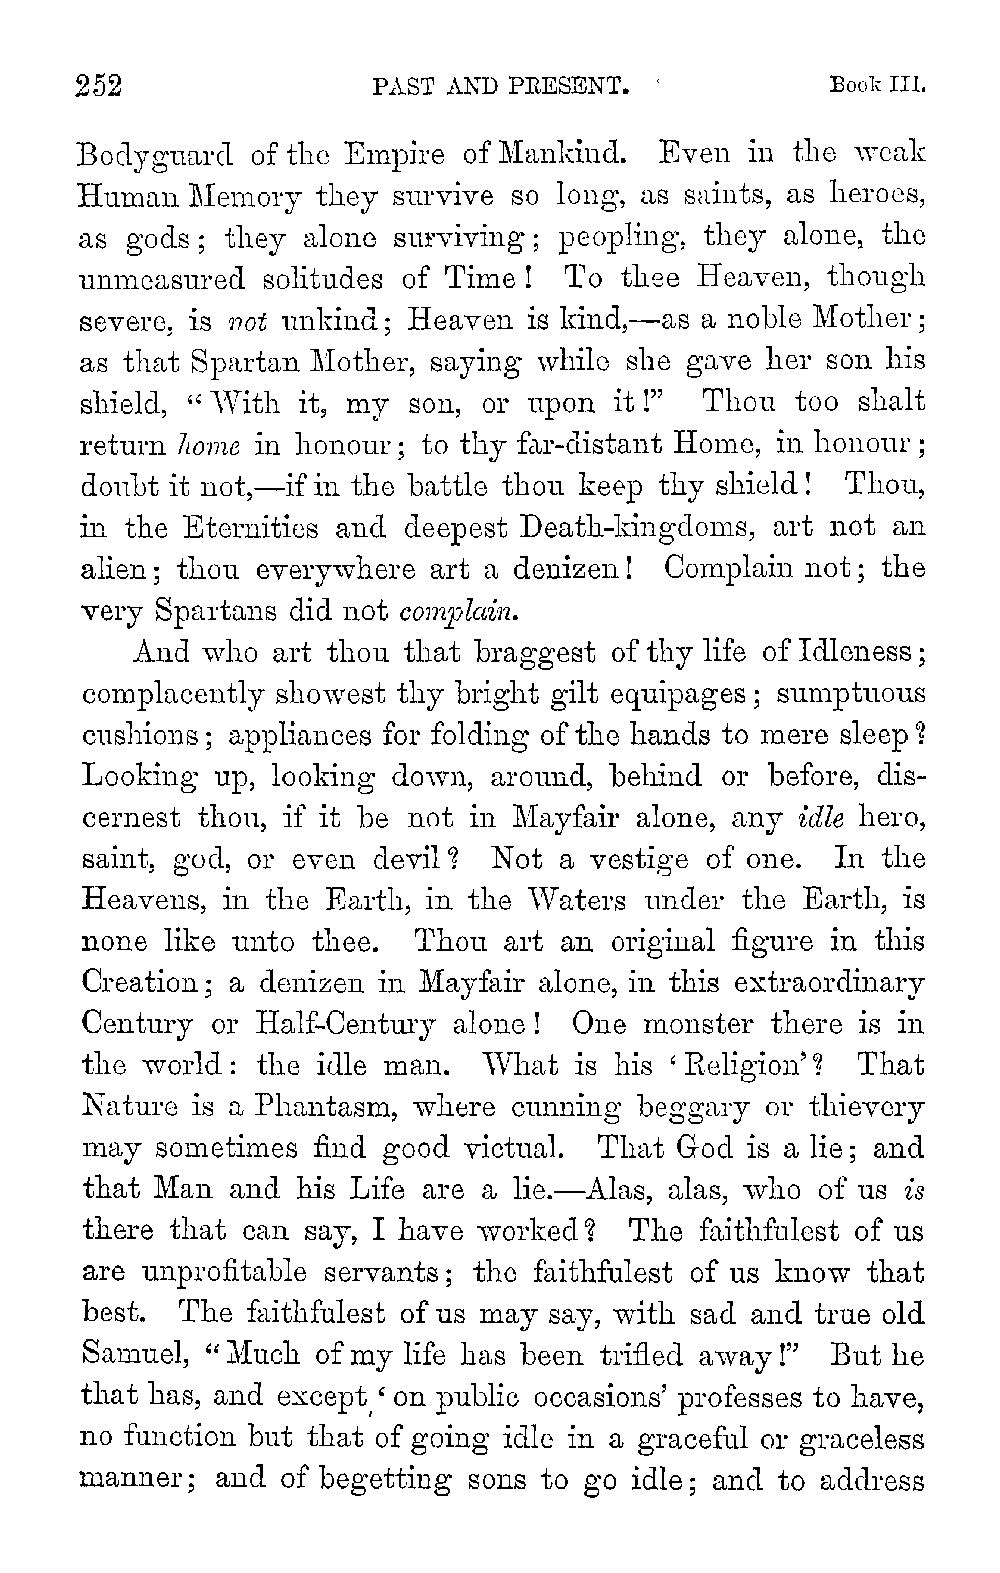 252 PAST AND PRESENT. Book III.
Bodyguard of the Empire of Mankind. Even in the weak
Human Memory they survive so long, as saints, as heroes,
as gods; they alone surviving; peopling, they alone, the
unmeasured solitudes of Time! To thee Heaven, though
severe, is not unkind; Heaven is kind,—as a noble Mother;
as that Spartan Mother, saying while she gave her son his
shield, “With it, my son, or upon it!” Thou too shalt
return home in honour; to thy far-distant Home, in honour;
doubt it not,—if in the battle thou keep thy shield! Thou,
in the Eternities and deepest Death-kingdoms, art not an
alien; thou everywhere art a denizen! Complain not; the
very Spartans did not complain.
And who art thou that braggest of thy life of Idleness;
complacently showest thy bright gilt equipages; sumptuous
cushions; appliances for folding of the hands to mere sleep?
Looking up, looking down, around, behind or before, dis-
cernest thou, if it be not in Mayfair alone, any idle hero,
saint, god, or even devil? Not a vestige of one. In the
Heavens, in the Earth, in the Waters under the Earth, is
none like unto thee. Thou art an original figure in this
Creation; a denizen in Mayfair alone, in this extraordinary
Century or Half-Century alone! One monster there is in
the world: the idle man. What is his ‘Religion’? That
Nature is a Phantasm, where cunning beggary or thievery
may sometimes find good victual. That God is a lie; and
that Man and his Life are a lie.—Alas, alas, who of us is
there that can say, I have worked? The faithfulest of us
are unprofitable servants; the faithfulest of us know that
best. The faithfulest of us may say, with sad and true old
Samuel, “Much of my life has been trifled away!” But he
that has, and except ‘on public occasions’ professes to have,
no function but that of going idle in a graceful or graceless
manner; and of begetting sons to go idle; and to address